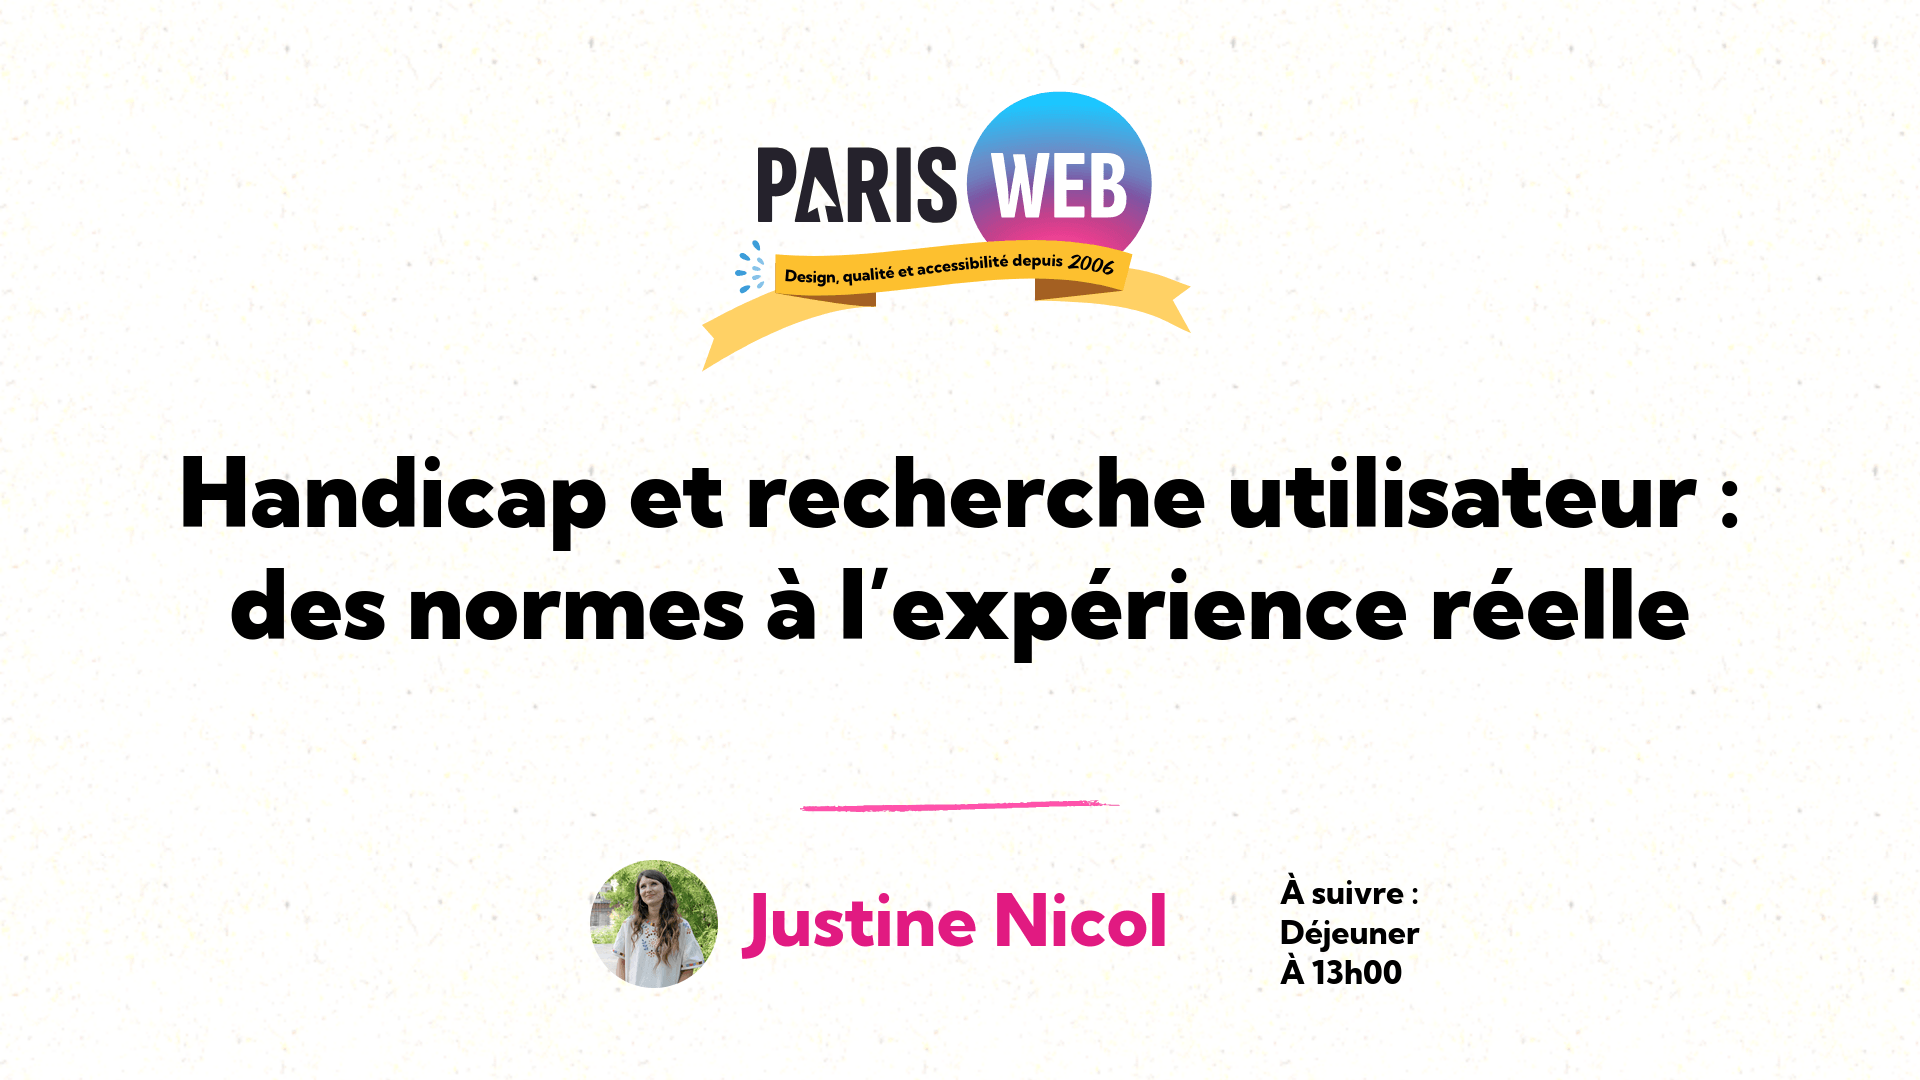 PARIS WEB
Design, qualité et accessibilité depuis 2006
Handicap et recherche utilisateur :
des normes à l’expérience réelle
Justine Nicol
À suivre :
Déjeuner
À 13h00